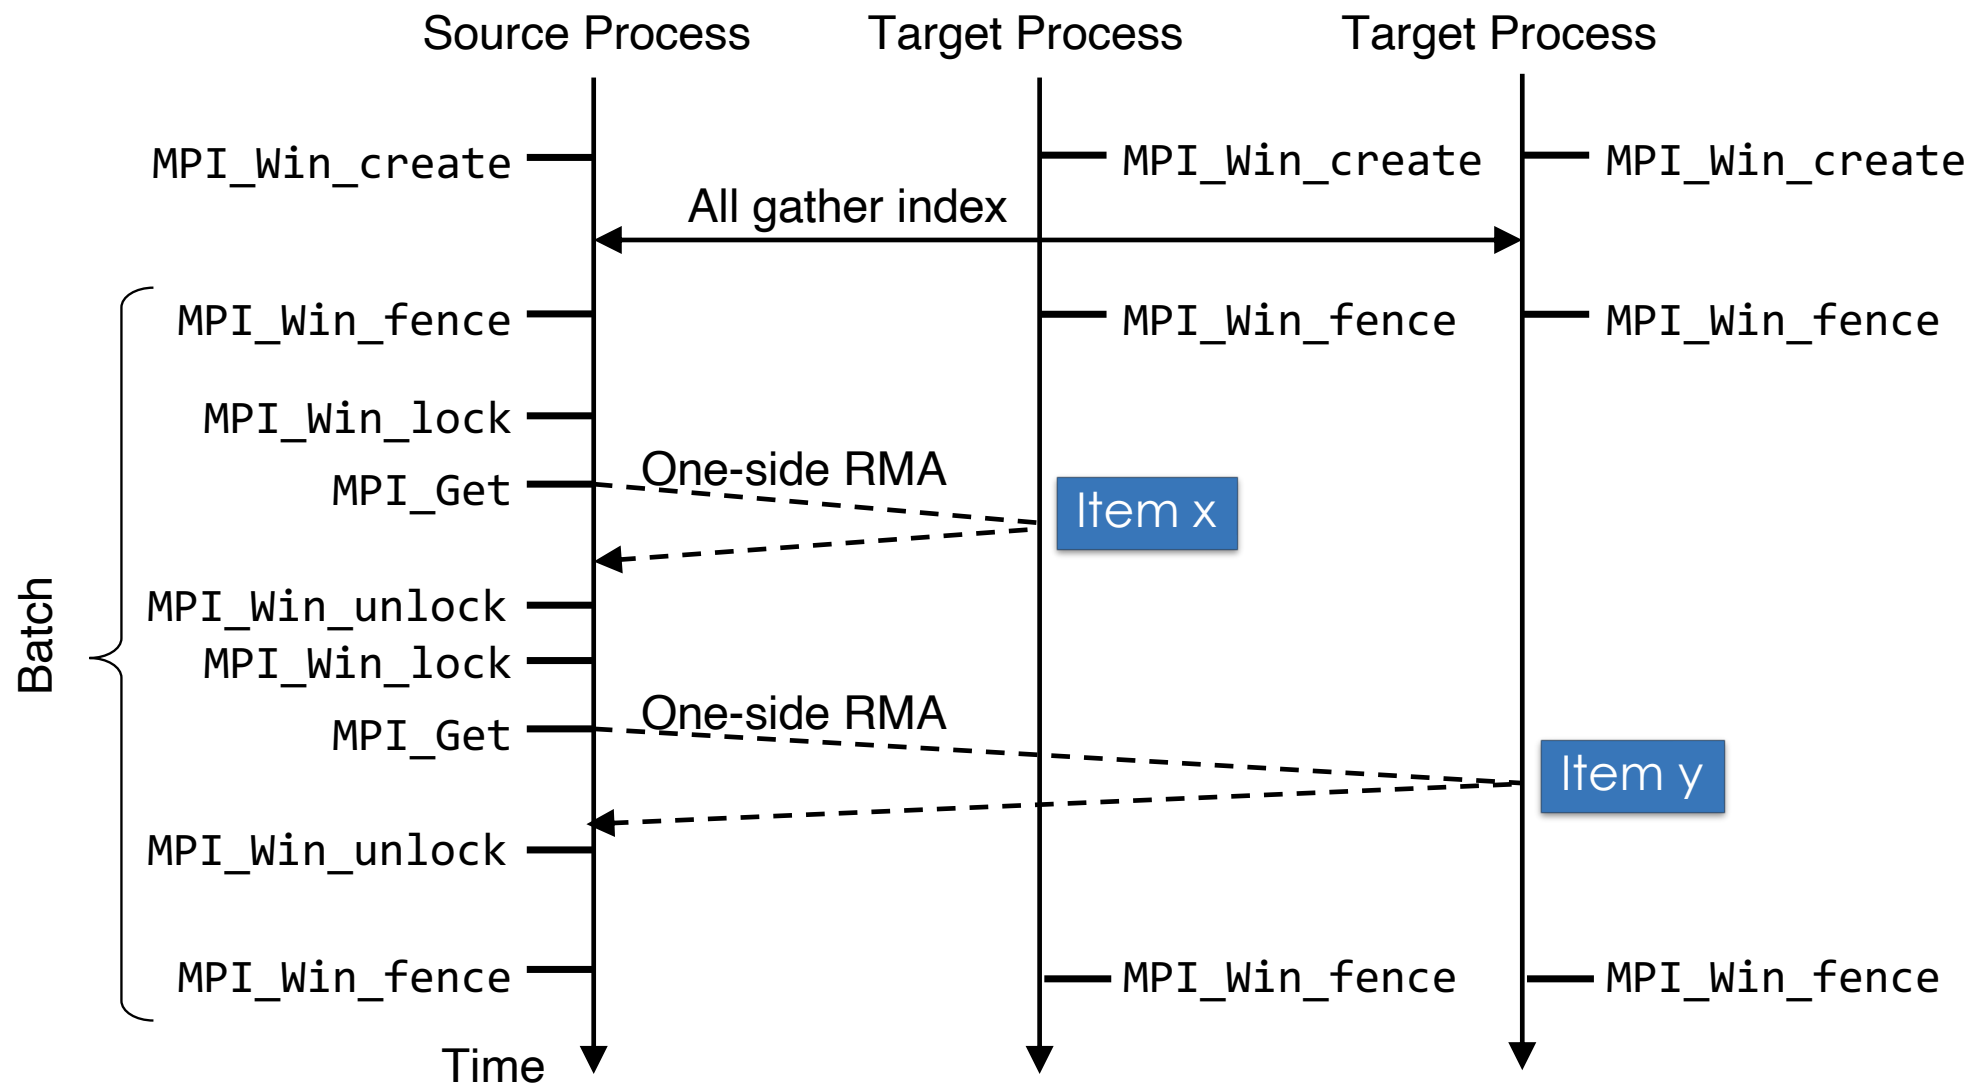 Source Process
Target Process
Target Process
MPI_Win_create
MPI_Win_create
MPI_Win_create
All gather index
MPI_Win_fence
MPI_Win_fence
MPI_Win_fence
MPI_Win_lock
One-side RMA
MPI_Get
Item x
MPI_Win_unlock
Batch
MPI_Win_lock
One-side RMA
MPI_Get
Item y
MPI_Win_unlock
MPI_Win_fence
MPI_Win_fence
MPI_Win_fence
Time